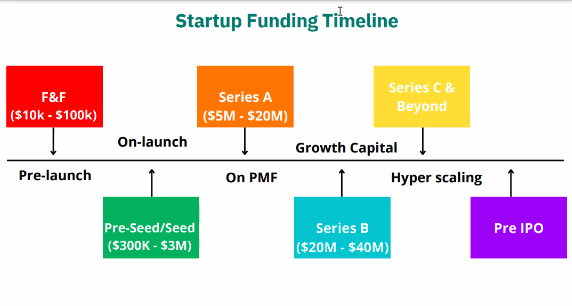 Startup Funding Timeline
F&F
($10k - $100k)
Series A
($5M - $20M)
Series C &
Beyond
On-launch
Growth Capital
Pre-launch
On PMF
Hyper scaling
Pre-Seed/Seed
($300K - $3M)
Series B
($20M - $40M)
Pre IPO